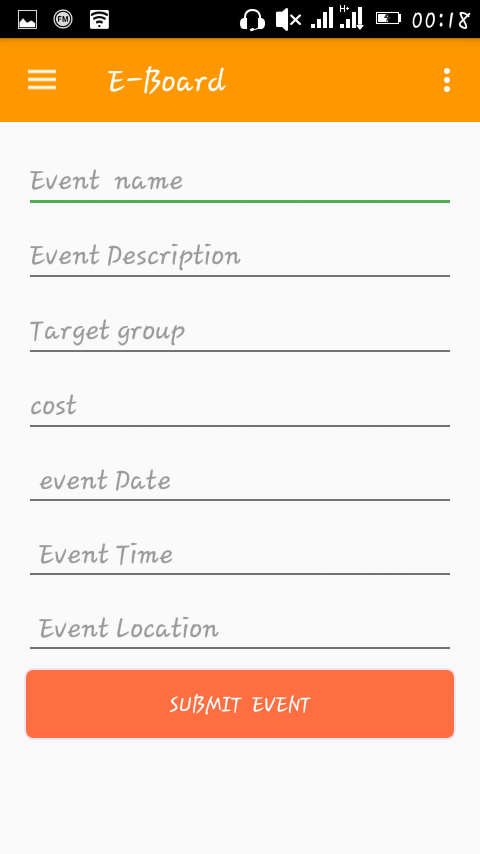 FM H+ 00:18
E-Board
Event name
Event Description
Target group
cost
event Date
Event Time
Event Location
SUBMIT EVENT